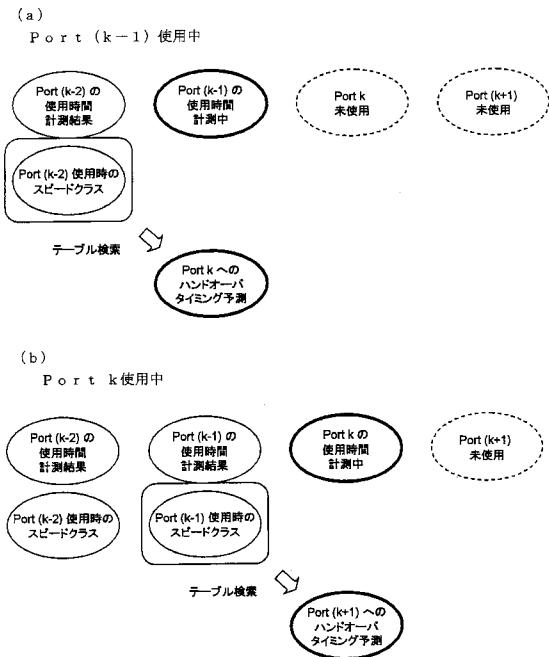 (a)
Port(k－1)使用中
Port (k-2) の
使用時間
計測結果
Port (k-1) の
使用時間
計測中
Port k
未使用
Port (k+1)
未使用
Port (k-2) 使用時の
スピードクラス
テーブル検索
Port k への
ハンドオーバ
タイミング予測
(b)
Port k使用中
Port (k-2) の
使用時間
計測結果
Port (k-1) の
使用時間
計測結果
Port k の
使用時間
計測中
Port (k+1)
未使用
Port (k-2) 使用時の
スピードクラス
Port (k-1) 使用時の
スピードクラス
テーブル検索
Port (k+1) への
ハンドオーバ
タイミング予測